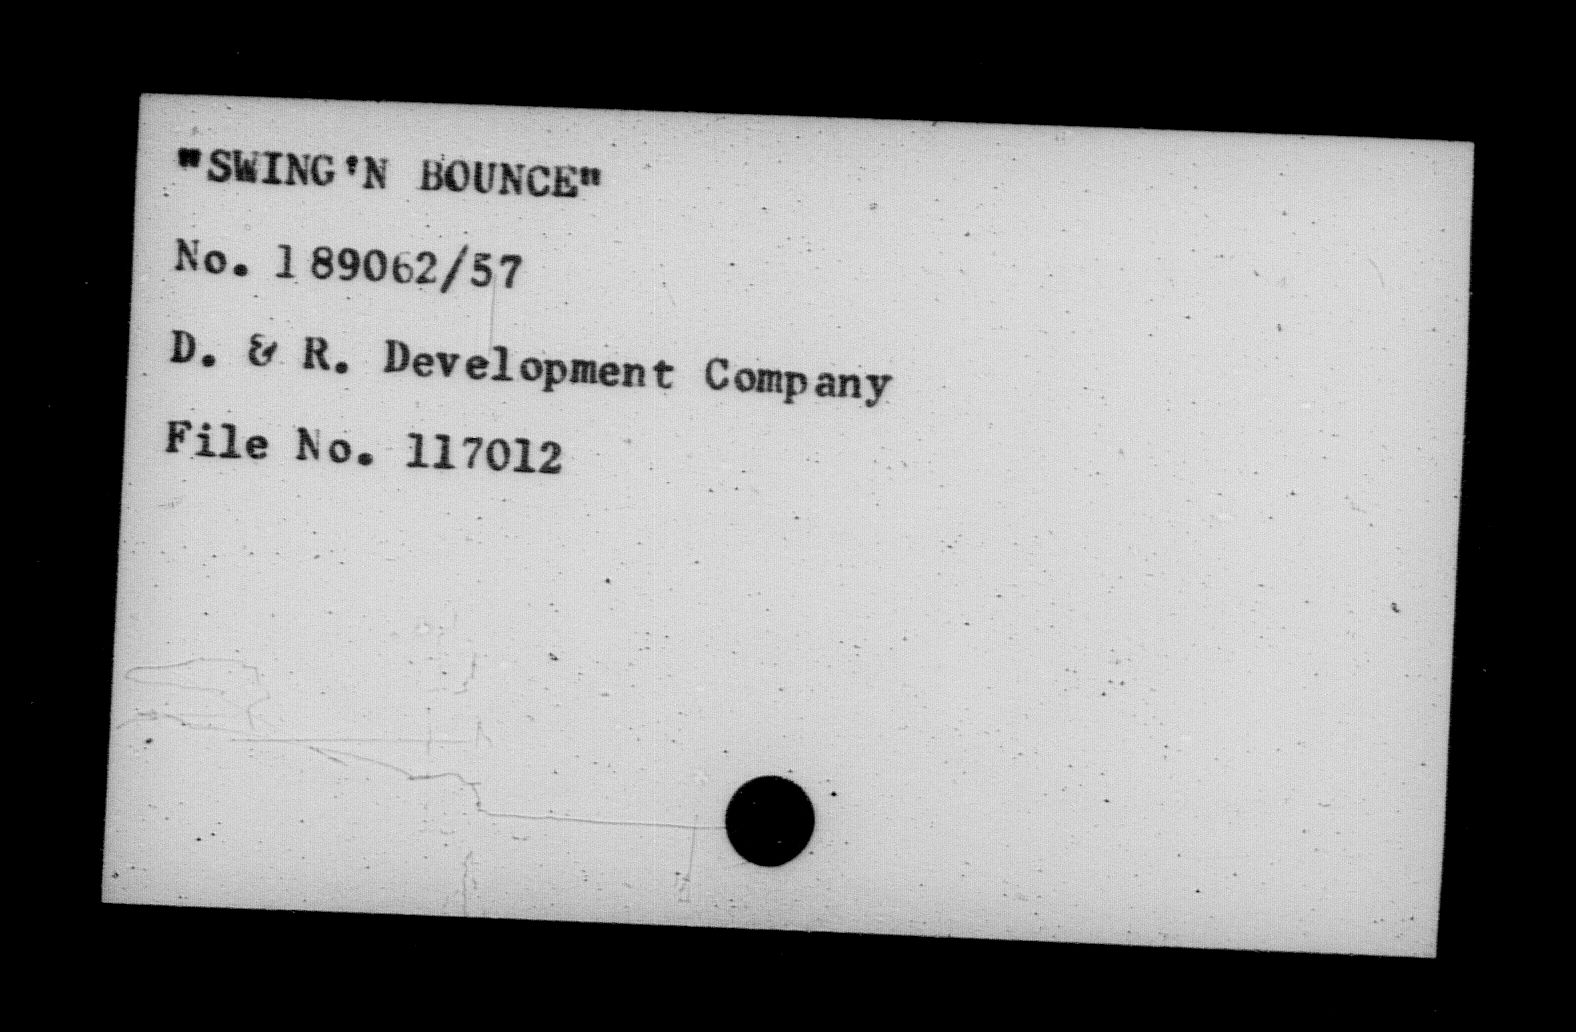 "SWING'N BOUNCE"
No. 189062/57
D. & R. Development Company
File No. 117012